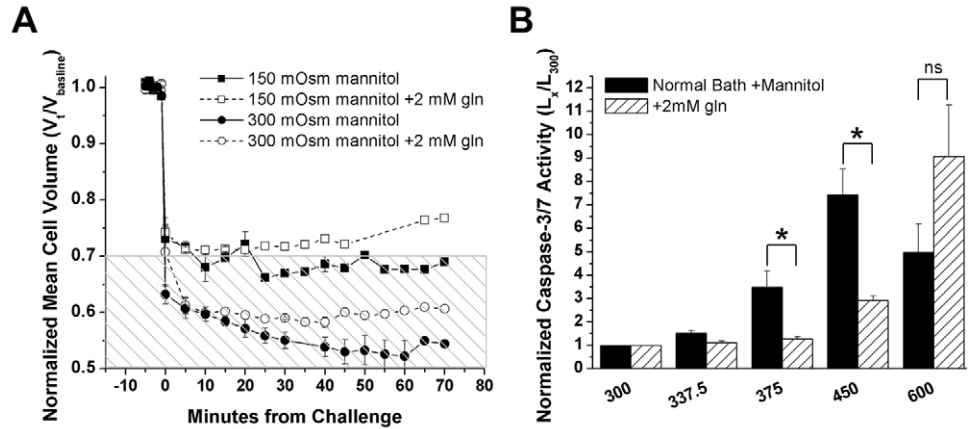 A
Normalized Mean Cell Volume (Vt/Vbasline)
1.0
0.9
0.8
0.7
0.6
0.5
150 mOsm mannitol
150 mOsm mannitol +2 mM gln
300 mOsm mannitol
300 mOsm mannitol +2 mM gln
-10 0 10 20 30 40 50 60 70 80
Minutes from Challenge
B
Normalized Caspase-3/7 Activity (Lx/L300)
12
11
10
9
8
7
6
5
4
3
2
1
0
Normal Bath +Mannitol
+2mM gln
*
*
ns
300 337.5 375 450 600